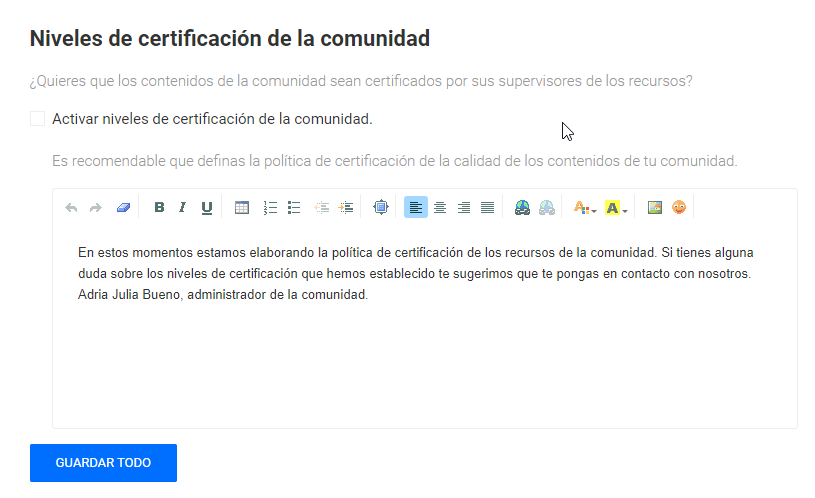 Niveles de certificación de la comunidad
¿Quieres que los contenidos de la comunidad sean certificados por sus supervisores de los recursos?
Activar niveles de certificación de la comunidad.
Es recomendable que definas la política de certificación de la calidad de los contenidos de tu comunidad.
B I U A A
En estos momentos estamos elaborando la política de certificación de los recursos de la comunidad. Si tienes alguna
duda sobre los niveles de certificación que hemos establecido te sugerimos que te pongas en contacto con nosotros.
Adria Julia Bueno, administrador de la comunidad.
GUARDAR TODO